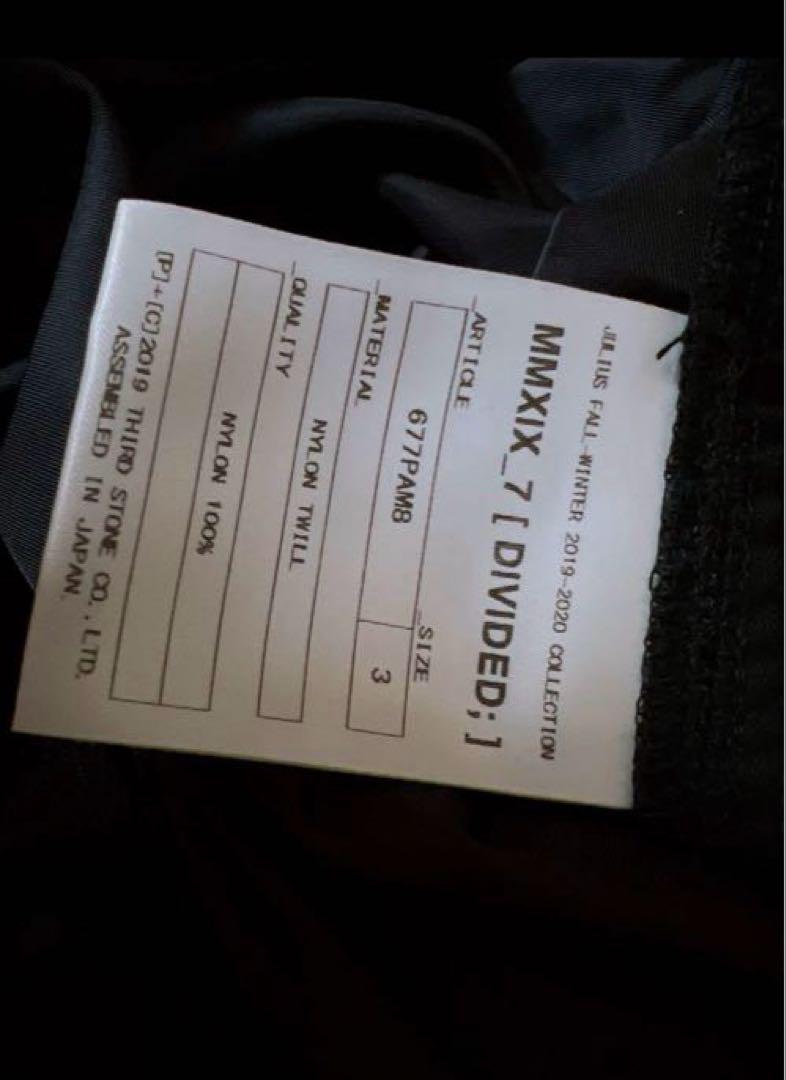 JULIUS FALL-WINTER 2019-2020 COLLECTION
MMXIX_7 [ DIVIDED; ]
_ARTICLE _SIZE
677PAM8 3
_MATERIAL
NYLON TWILL
_QUALITY
NYLON 100%
[P]+[C]2019 THIRD STONE CO.,LTD.
ASSEMBLED IN JAPAN.